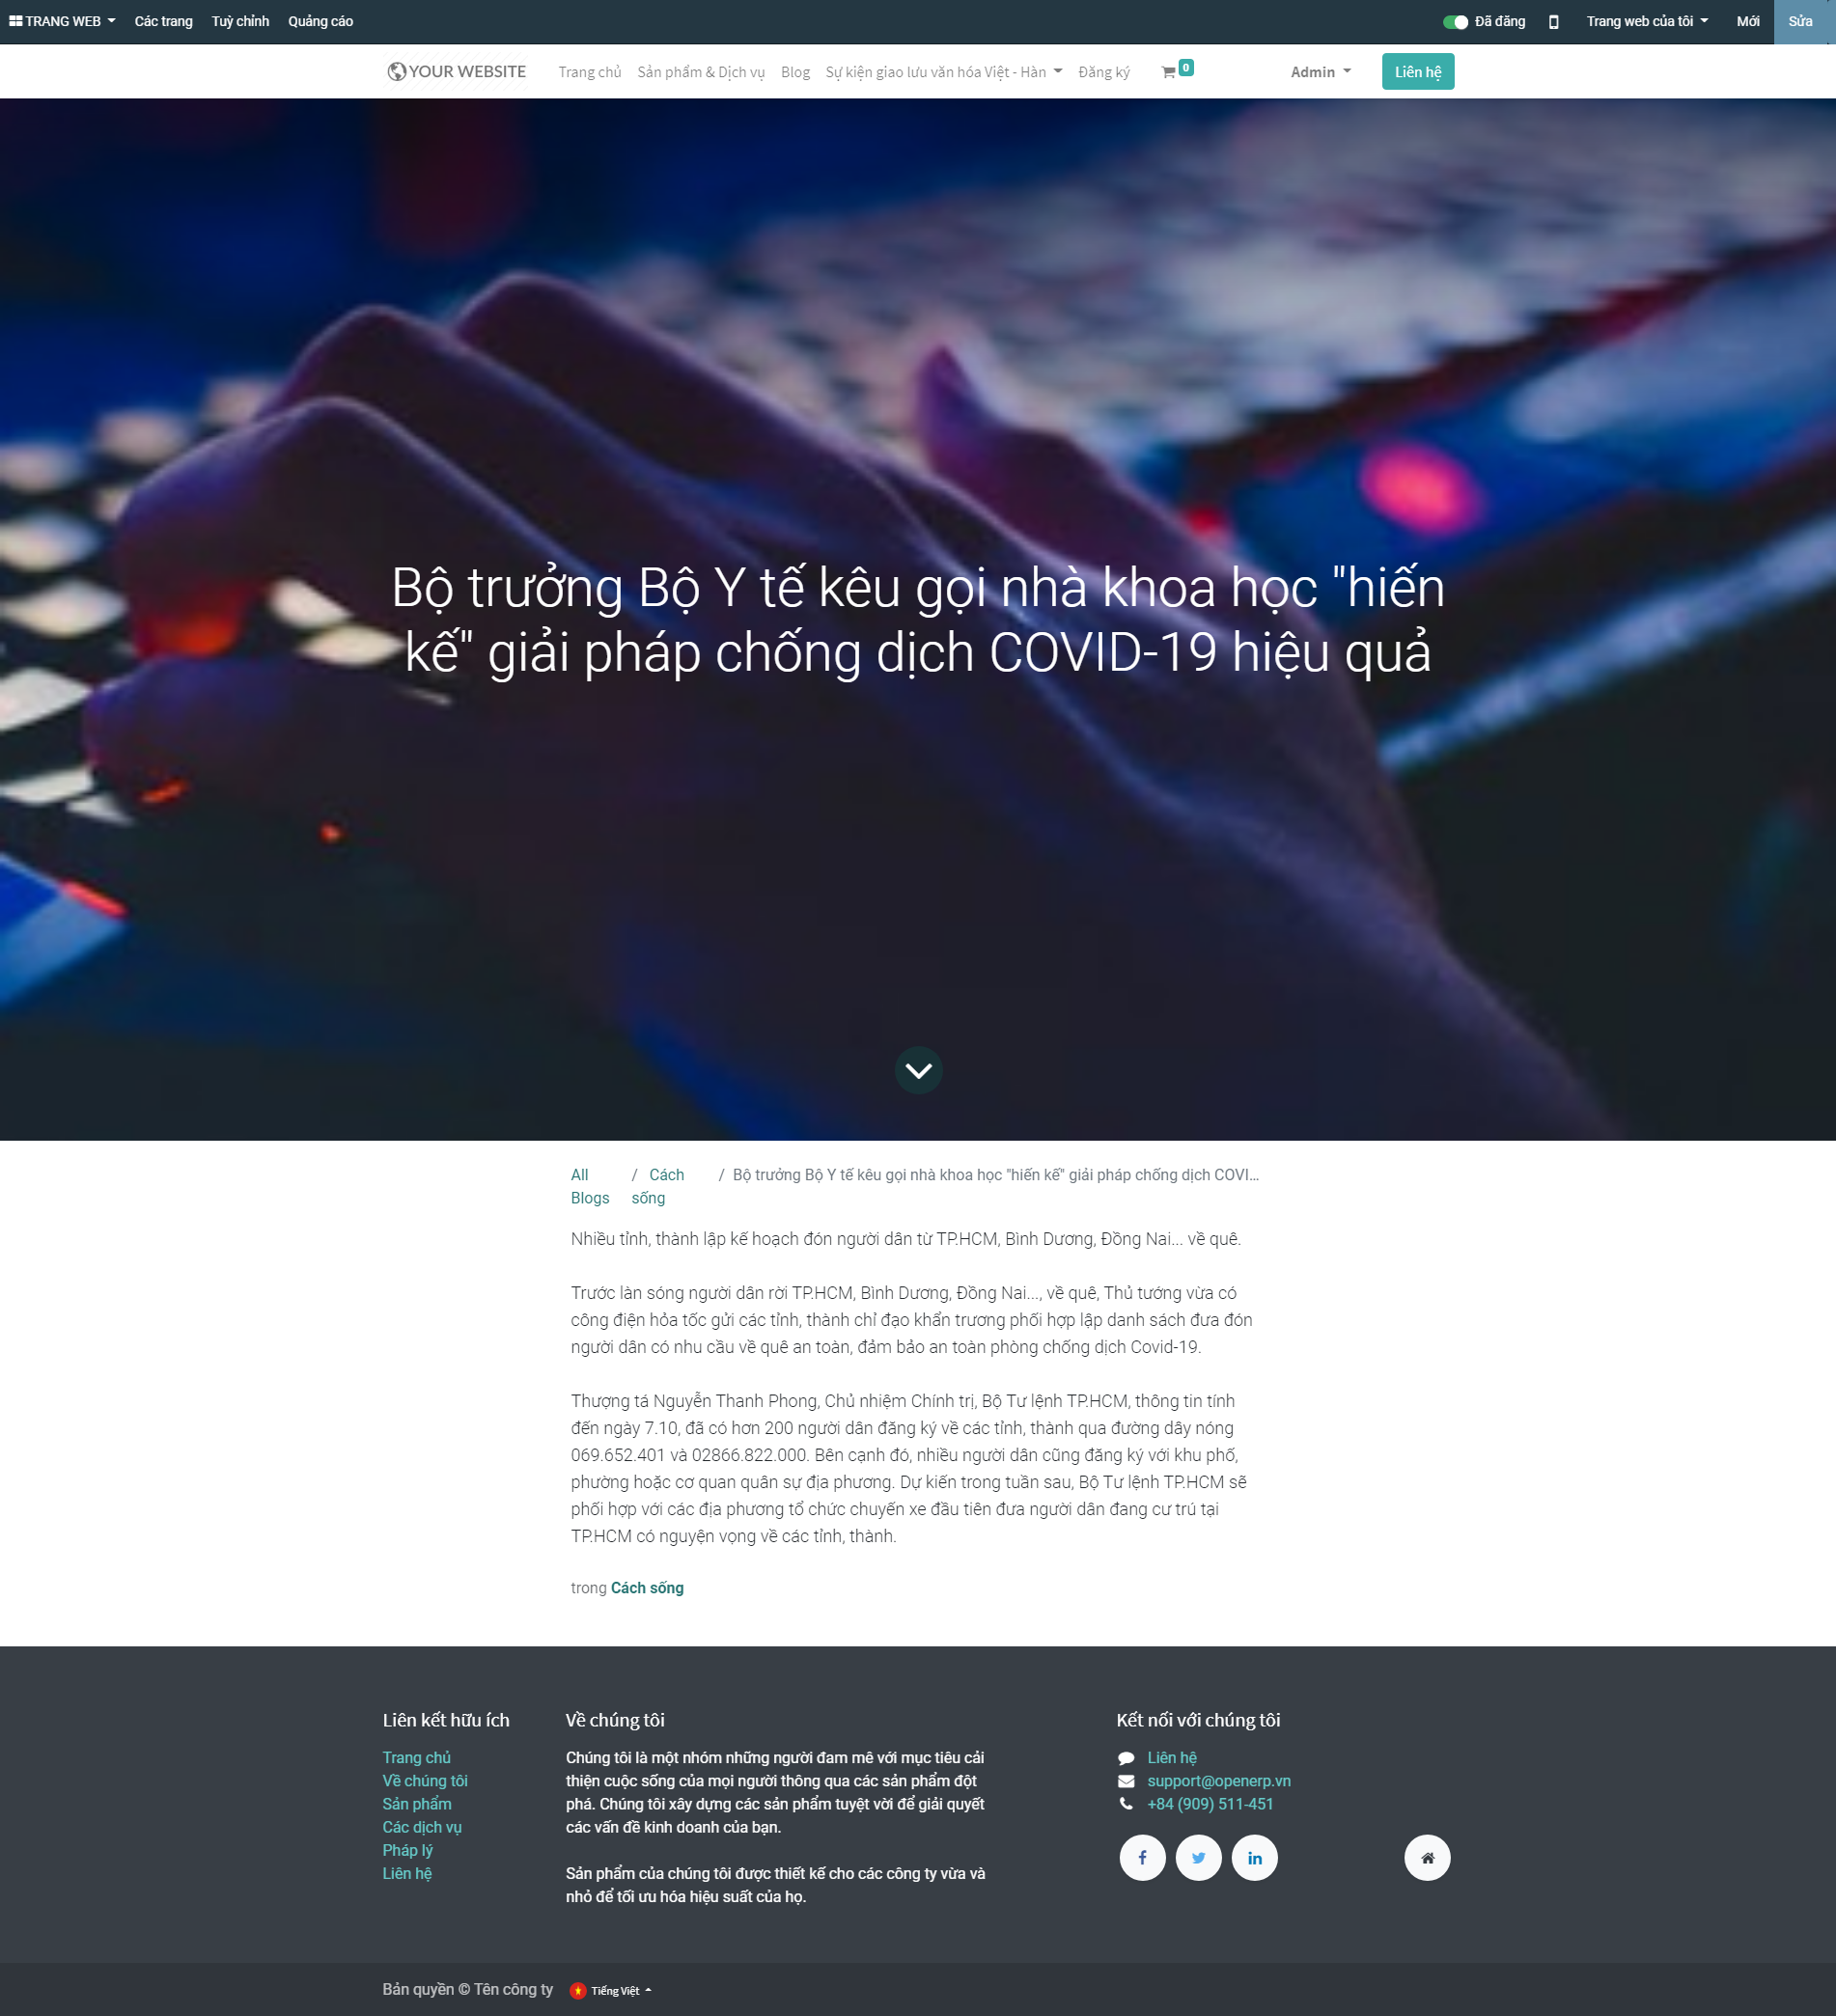 TRANG WEB Các trang Tuỳ chỉnh Quảng cáo Đã đăng Trang web của tôi Mới Sửa
YOUR WEBSITE Trang chủ Sản phẩm & Dịch vụ Blog Sự kiện giao lưu văn hóa Việt - Hàn Đăng ký 0 Admin Liên hệ
Bộ trưởng Bộ Y tế kêu gọi nhà khoa học "hiến
kế" giải pháp chống dịch COVID-19 hiệu quả
All Blogs / Cách sống / Bộ trưởng Bộ Y tế kêu gọi nhà khoa học "hiến kế" giải pháp chống dịch COVI...
Nhiều tỉnh, thành lập kế hoạch đón người dân từ TP.HCM, Bình Dương, Đồng Nai... về quê.
Trước làn sóng người dân rời TP.HCM, Bình Dương, Đồng Nai..., về quê, Thủ tướng vừa có
công điện hỏa tốc gửi các tỉnh, thành chỉ đạo khẩn trương phối hợp lập danh sách đưa đón
người dân có nhu cầu về quê an toàn, đảm bảo an toàn phòng chống dịch Covid-19.
Thượng tá Nguyễn Thanh Phong, Chủ nhiệm Chính trị, Bộ Tư lệnh TP.HCM, thông tin tính
đến ngày 7.10, đã có hơn 200 người dân đăng ký về các tỉnh, thành qua đường dây nóng
069.652.401 và 02866.822.000. Bên cạnh đó, nhiều người dân cũng đăng ký với khu phố,
phường hoặc cơ quan quân sự địa phương. Dự kiến trong tuần sau, Bộ Tư lệnh TP.HCM sẽ
phối hợp với các địa phương tổ chức chuyến xe đầu tiên đưa người dân đang cư trú tại
TP.HCM có nguyện vọng về các tỉnh, thành.
trong Cách sống
Liên kết hữu ích
Trang chủ
Về chúng tôi
Sản phẩm
Các dịch vụ
Pháp lý
Liên hệ
Về chúng tôi
Chúng tôi là một nhóm những người đam mê với mục tiêu cải
thiện cuộc sống của mọi người thông qua các sản phẩm đột
phá. Chúng tôi xây dựng các sản phẩm tuyệt vời để giải quyết
các vấn đề kinh doanh của bạn.
Sản phẩm của chúng tôi được thiết kế cho các công ty vừa và
nhỏ để tối ưu hóa hiệu suất của họ.
Kết nối với chúng tôi
Liên hệ
support@openerp.vn
+84 (909) 511-451
Bản quyền © Tên công ty Tiếng Việt